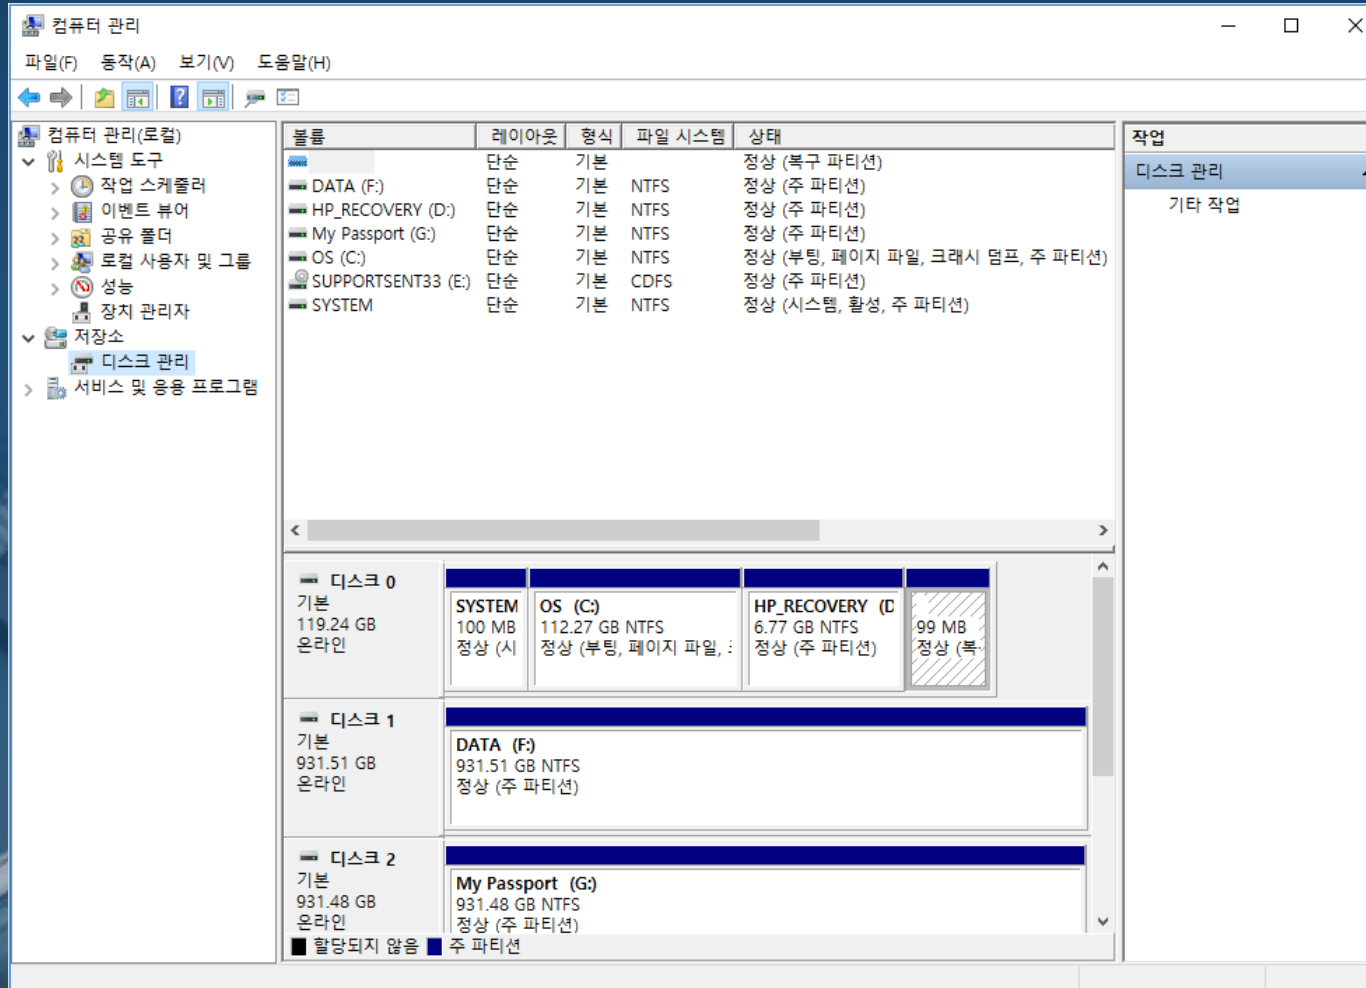 컴퓨터 관리
파일(F) 동작(A) 보기(V) 도움말(H)
컴퓨터 관리(로컬)
시스템 도구
작업 스케줄러
이벤트 뷰어
공유 폴더
로컬 사용자 및 그룹
성능
장치 관리자
저장소
디스크 관리
서비스 및 응용 프로그램
볼륨 레이아웃 형식 파일 시스템 상태
단순 기본 정상 (복구 파티션)
DATA (F:) 단순 기본 NTFS 정상 (주 파티션)
HP_RECOVERY (D:) 단순 기본 NTFS 정상 (주 파티션)
My Passport (G:) 단순 기본 NTFS 정상 (주 파티션)
OS (C:) 단순 기본 NTFS 정상 (부팅, 페이지 파일, 크래시 덤프, 주 파티션)
SUPPORTSENT33 (E:) 단순 기본 CDFS 정상 (주 파티션)
SYSTEM 단순 기본 NTFS 정상 (시스템, 활성, 주 파티션)
디스크 0
기본
119.24 GB
온라인
SYSTEM
100 MB
정상 (시
OS (C:)
112.27 GB NTFS
정상 (부팅, 페이지 파일,
HP_RECOVERY (D
6.77 GB NTFS
정상 (주 파티션)
99 MB
정상 (복
디스크 1
기본
931.51 GB
온라인
DATA (F:)
931.51 GB NTFS
정상 (주 파티션)
디스크 2
기본
931.48 GB
온라인
My Passport (G:)
931.48 GB NTFS
정상 (주 파티션)
할당되지 않음 주 파티션
작업
디스크 관리
기타 작업